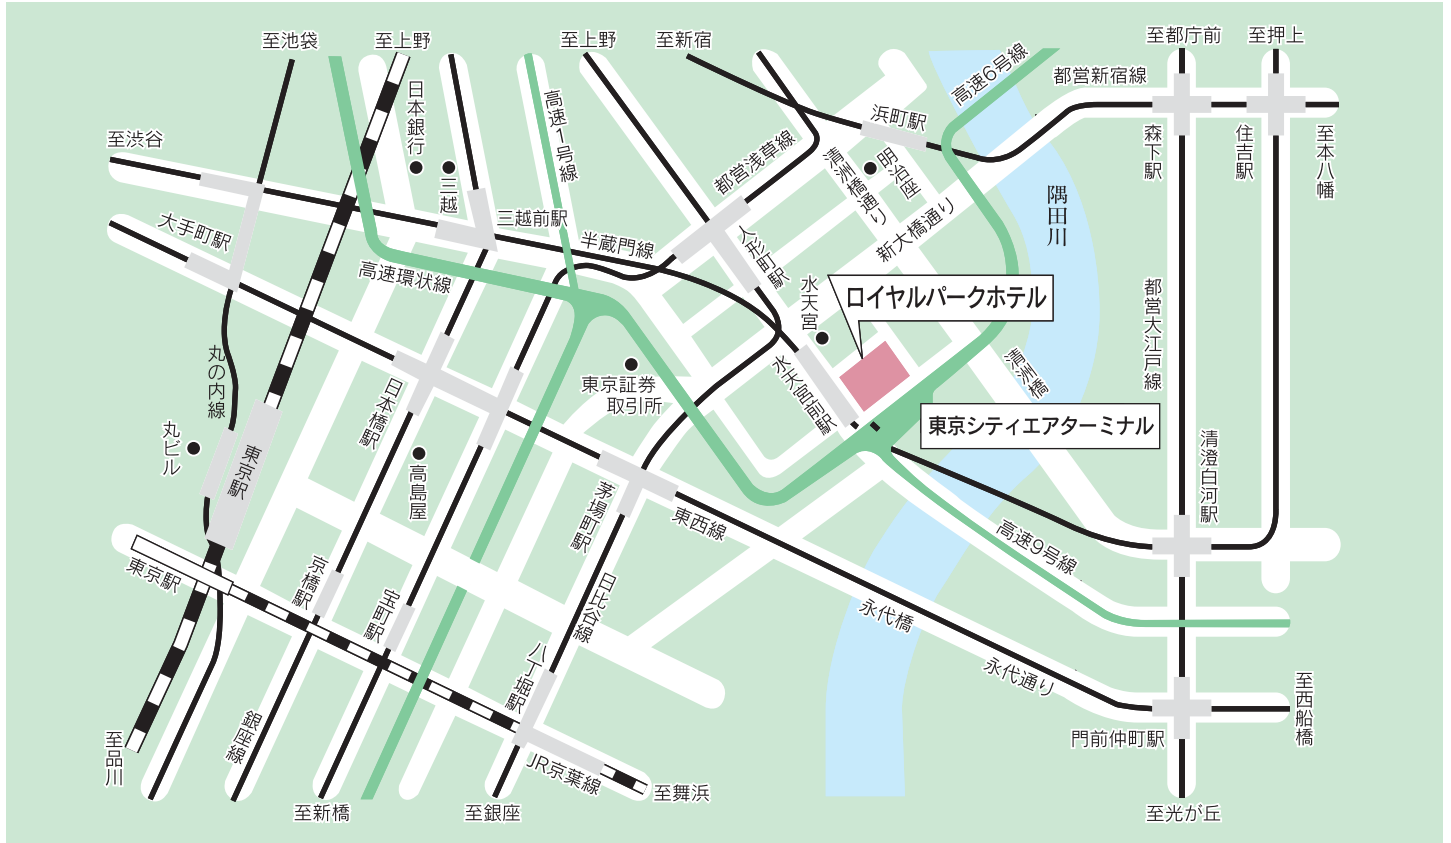 至池袋
至上野
至上野
至新宿
高速6号線
都営新宿線
至都庁前
至押上
至渋谷
日本銀行
三越
高速1号線
都営浅草線
浜町駅
明治座
清洲橋通り
新大橋通り
隅田川
森下駅
住吉駅
至本八幡
大手町駅
三越前駅
半蔵門線
高速環状線
人形町駅
水天宮
ロイヤルパークホテル
都営大江戸線
丸の内線
日本橋駅
東京証券
取引所
水天宮前駅
清洲橋
東京シティエアターミナル
丸ビル
東京駅
高島屋
清澄白河駅
茅場町駅
東西線
高速9号線
東京駅
京橋駅
宝町駅
日比谷線
永代橋
八丁堀駅
永代通り
至西船橋
銀座線
門前仲町駅
至品川
JR京葉線
至舞浜
至新橋
至銀座
至光が丘